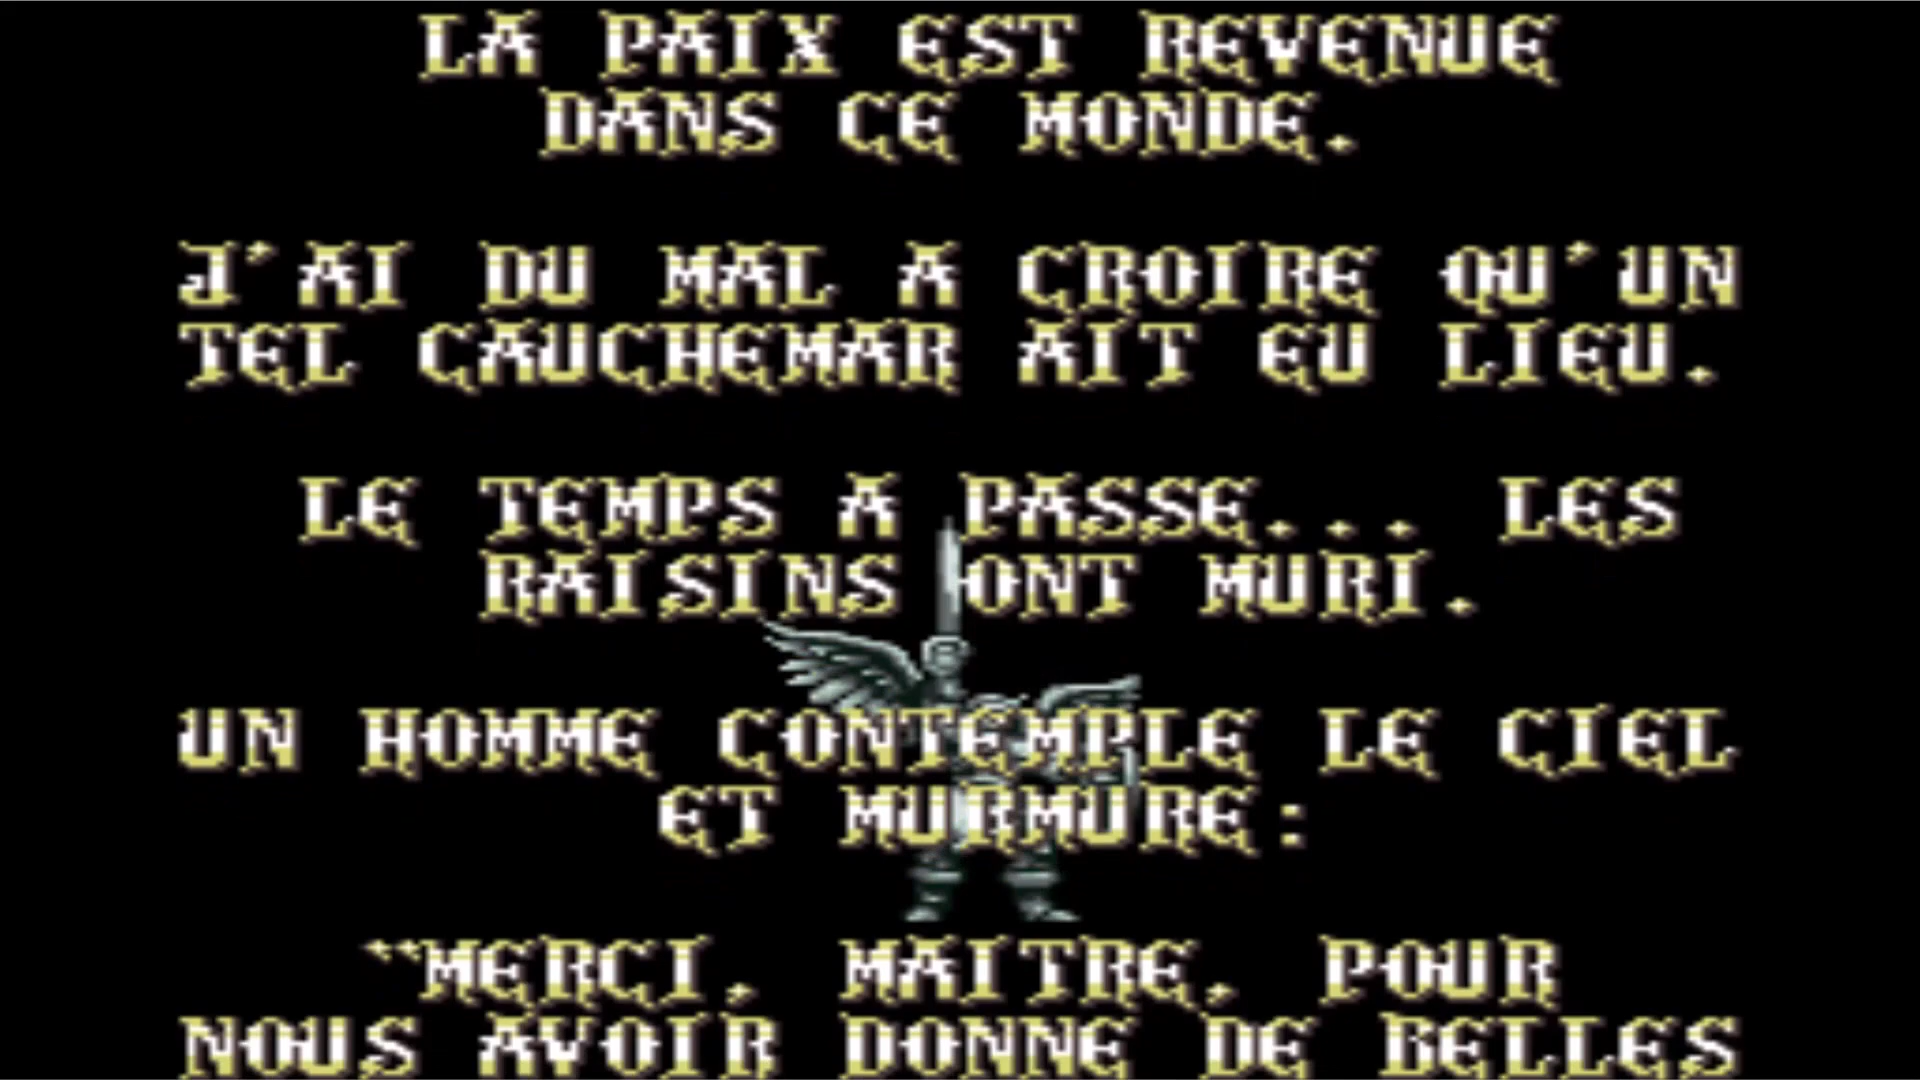 LA PAIX EST REVENUE
DANS CE MONDE.
J'AI DU MAL A CROIRE QU'UN
TEL CAUCHEMAR AIT EU LIEU.
LE TEMPS A PASSE... LES
RAISINS ONT MURI.
UN HOMME CONTEMPLE LE CIEL
ET MURMURE:
“MERCI, MAITRE, POUR
NOUS AVOIR DONNE DE BELLES